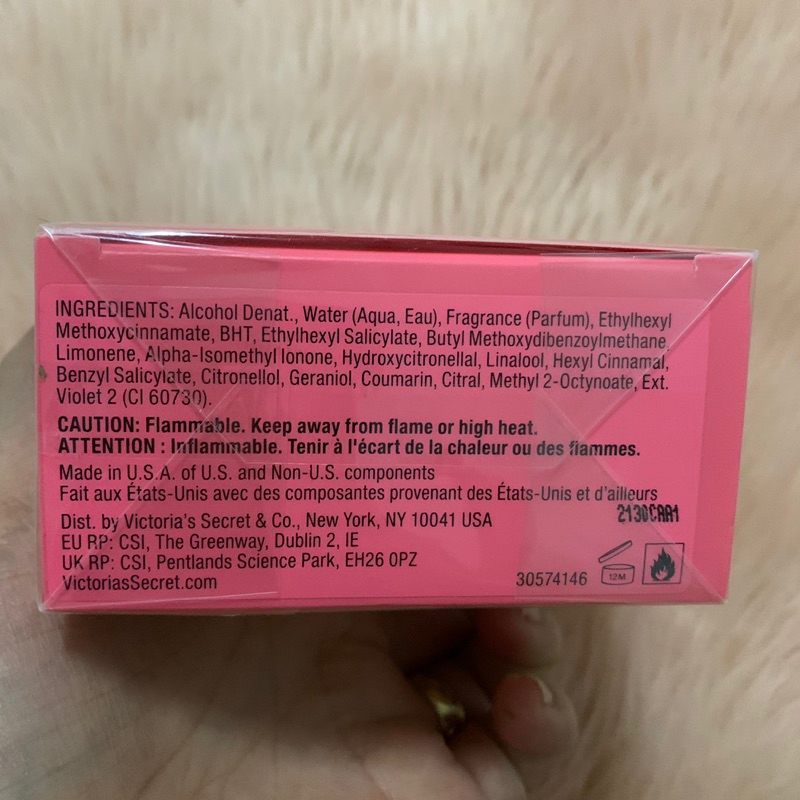 INGREDIENTS: Alcohol Denat., Water (Aqua, Eau), Fragrance (Parfum), Ethylhexyl
Methoxycinnamate, BHT, Ethylhexyl Salicylate, Butyl Methoxydibenzoylmethane,
Limonene, Alpha-Isomethyl Ionone, Hydroxycitronellal, Linalool, Hexyl Cinnamal,
Benzyl Salicylate, Citronellol, Geraniol, Coumarin, Citral, Methyl 2-Octynoate, Ext.
Violet 2 (CI 60730).
CAUTION: Flammable. Keep away from flame or high heat.
ATTENTION : Inflammable. Tenir à l'écart de la chaleur ou des flammes.
Made in U.S.A. of U.S. and Non-U.S. components
Fait aux États-Unis avec des composantes provenant des États-Unis et d'ailleurs
2130CAA1
Dist. by Victoria's Secret & Co., New York, NY 10041 USA
EU RP: CSI, The Greenway, Dublin 2, IE
UK RP: CSI, Pentlands Science Park, EH26 0PZ
VictoriasSecret.com
30574146
12M